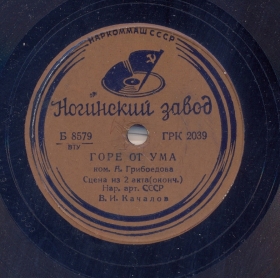 НАРКОММАШ СССР
Ногинский завод
Б 8579 ГРК 2039
ВТУ
ГОРЕ ОТ УМА
ком. А. Грибоедова
Сцена из 2 акта (оконч.)
Нар. арт. СССР
В. И. Качалов